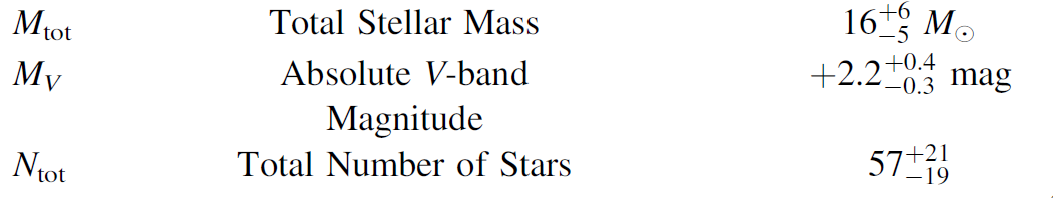 M_tot Total Stellar Mass 16^{+6}_{-5} M_⊙
M_V Absolute V-band +2.2^{+0.4}_{-0.3} mag
Magnitude
N_tot Total Number of Stars 57^{+21}_{-19}